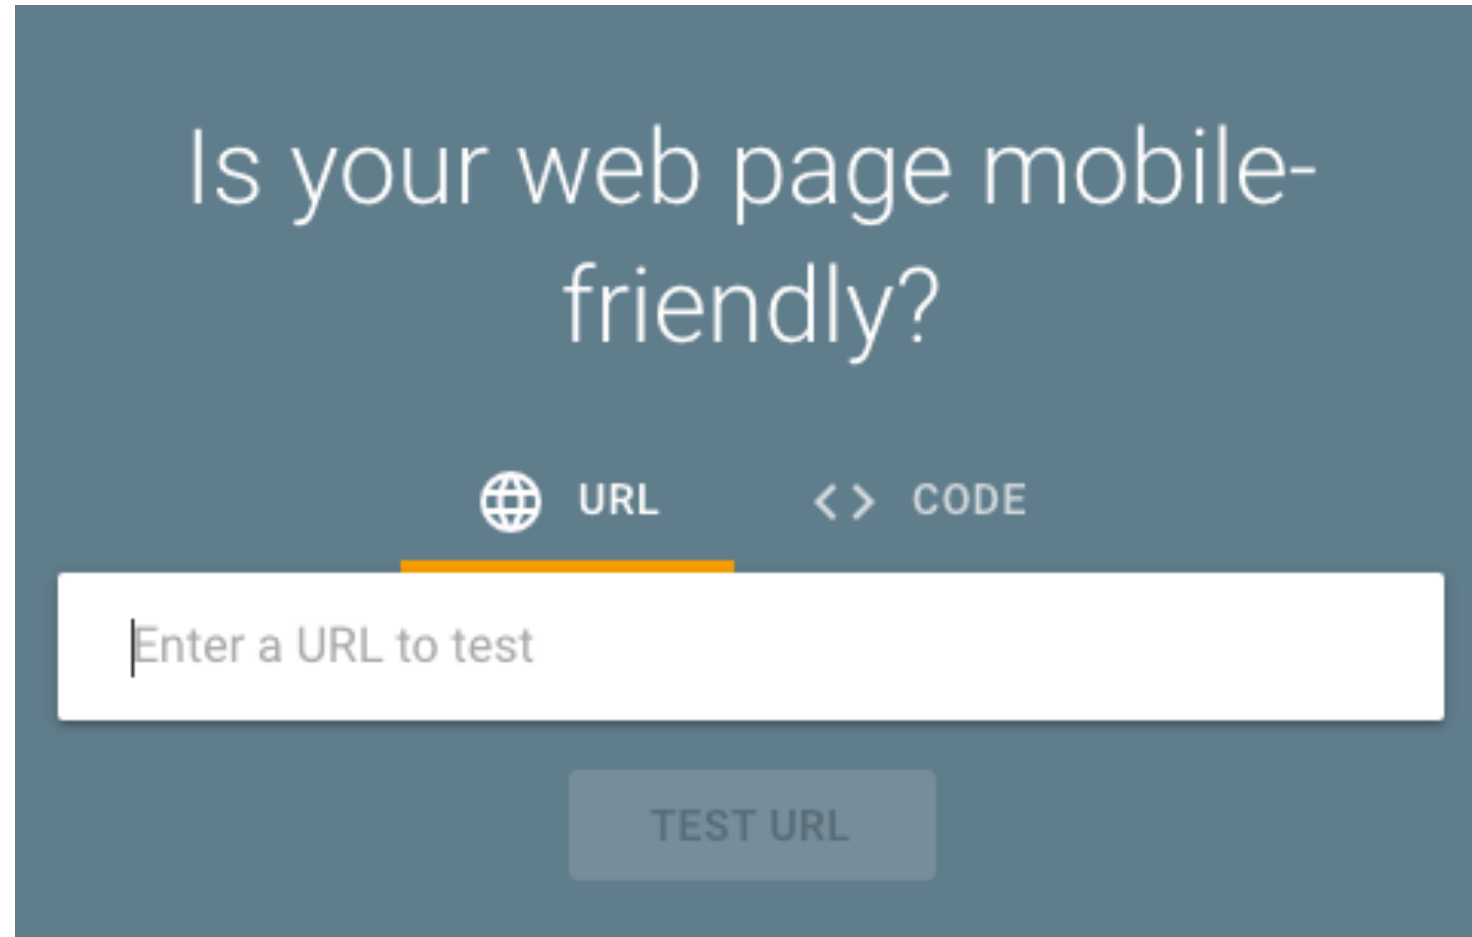 Is your web page mobile-
friendly?
URL <> CODE
Enter a URL to test
TEST URL